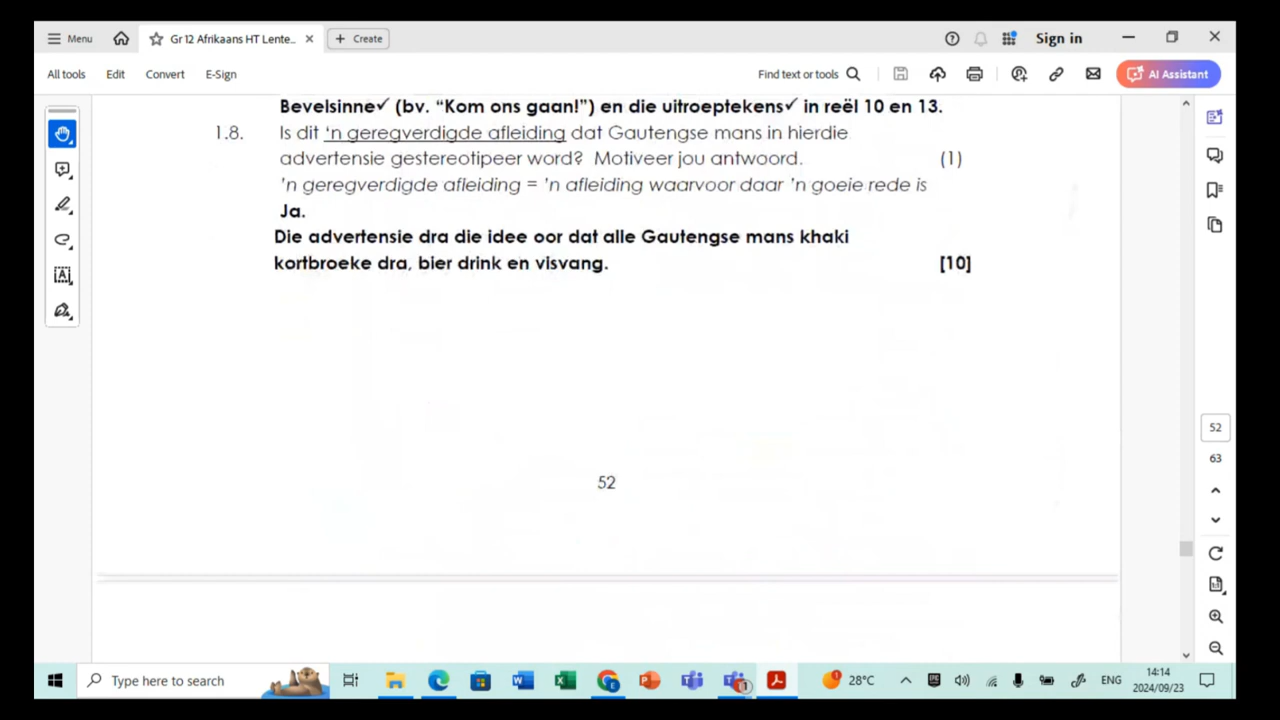 Menu
Gr 12 Afrikaans HT Lente...
Create
Sign in
All tools
Edit
Convert
E-Sign
Find text or tools
AI Assistant
Bevelsinne✓ (bv. “Kom ons gaan!”) en die uitroeptekens✓ in reël 10 en 13.
1.8. Is dit ‘n geregverdigde afleiding dat Gautengse mans in hierdie
advertensie gestereotipeer word? Motiveer jou antwoord. (1)
’n geregverdigde afleiding = ’n afleiding waarvoor daar ’n goeie rede is
Ja.
Die advertensie dra die idee oor dat alle Gautengse mans khaki
kortbroeke dra, bier drink en visvang. [10]
52
52
63
Type here to search
28°C
ENG
14:14
2024/09/23